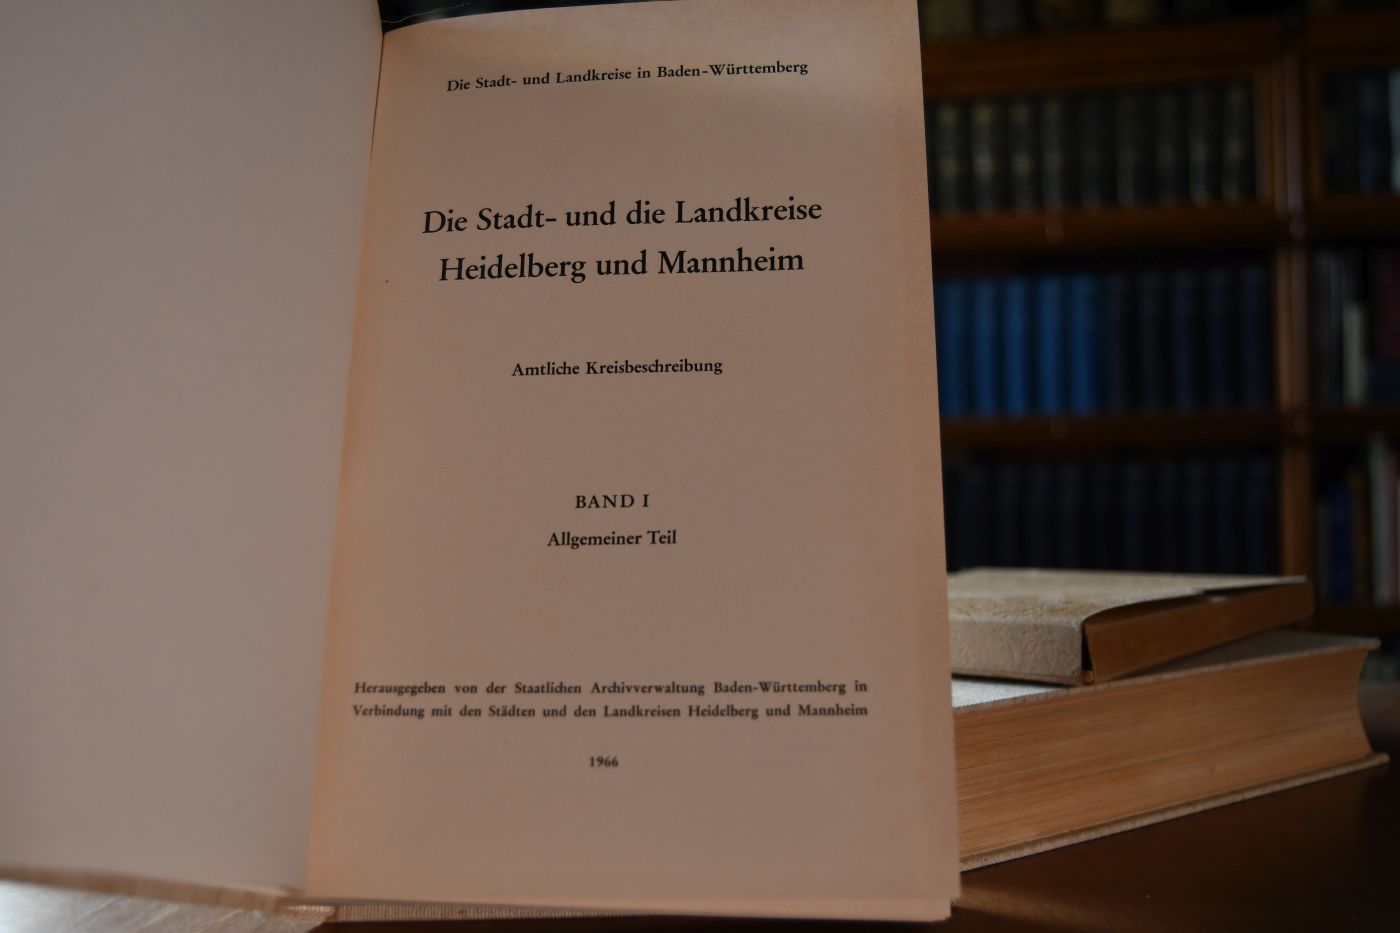 Die Stadt- und Landkreise in Baden-Württemberg
Die Stadt- und die Landkreise
Heidelberg und Mannheim
Amtliche Kreisbeschreibung
BAND I
Allgemeiner Teil
Herausgegeben von der Staatlichen Archivverwaltung Baden-Württemberg in
Verbindung mit den Städten und den Landkreisen Heidelberg und Mannheim
1966